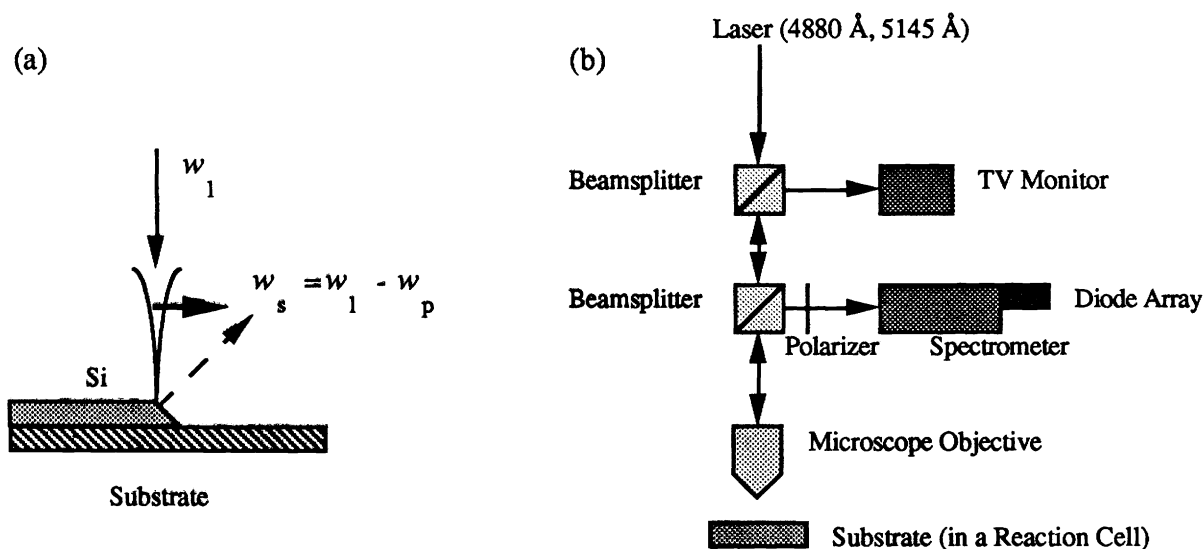 (a)
w
l
w
s
=w
l
- w
p
Si
Substrate
(b)
Laser (4880 Å, 5145 Å)
Beamsplitter
TV Monitor
Beamsplitter
Diode Array
Polarizer
Spectrometer
Microscope Objective
Substrate (in a Reaction Cell)